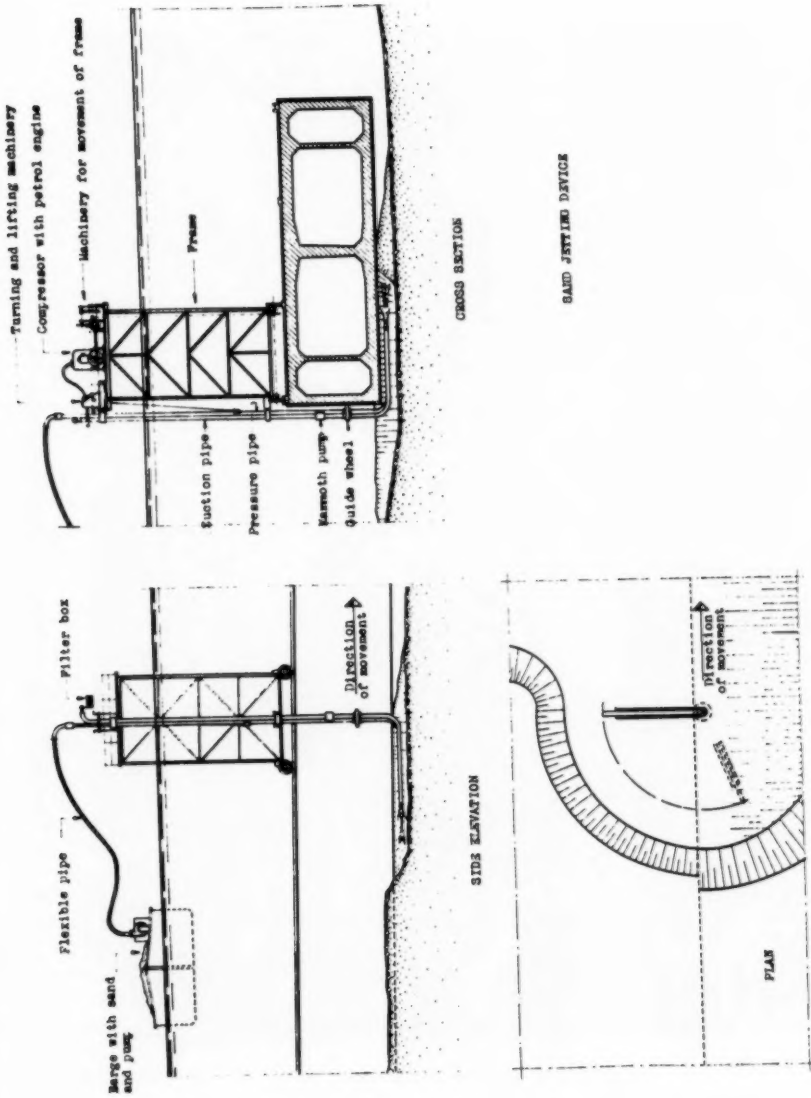 Turning and lifting machinery
Compressor with petrol engine
Machinery for movement of frame
Frame
Suction pipe
Pressure pipe
Mammoth pump
Guide wheel
CROSS SECTION
SAND JETTING DEVICE
Filter box
Flexible pipe
Barge with sand
and pump
Direction
of movement
SIDE ELEVATION
Direction
of movement
PLAN